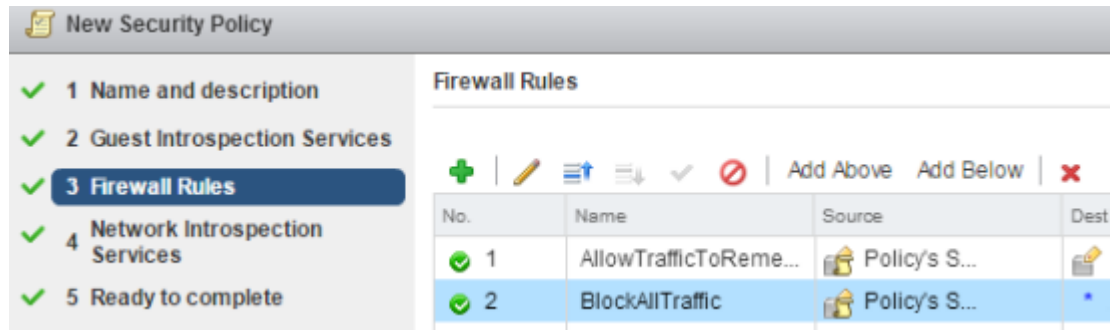 New Security Policy
1 Name and description
2 Guest Introspection Services
3 Firewall Rules
4 Network Introspection
Services
5 Ready to complete
Firewall Rules
Add Above Add Below
No. Name Source Dest
1 AllowTrafficToReme... Policy's S...
2 BlockAllTraffic Policy's S... *